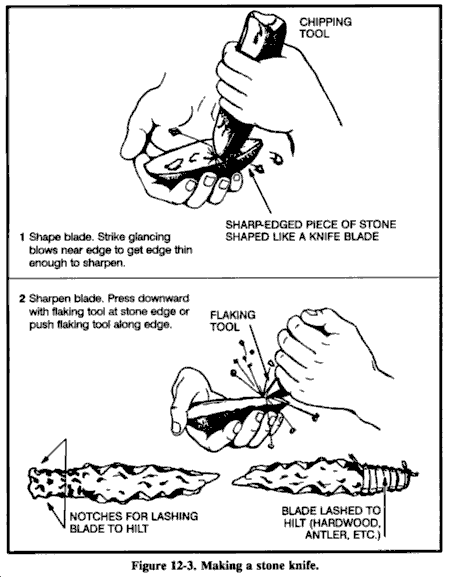 CHIPPING
TOOL
SHARP-EDGED PIECE OF STONE
SHAPED LIKE A KNIFE BLADE
1 Shape blade. Strike glancing
blows near edge to get edge thin
enough to sharpen.
2 Sharpen blade. Press downward
with flaking tool at stone edge or
push flaking tool along edge.
FLAKING
TOOL
NOTCHES FOR LASHING
BLADE TO HILT
BLADE LASHED TO
HILT (HARDWOOD,
ANTLER, ETC.)
Figure 12-3. Making a stone knife.